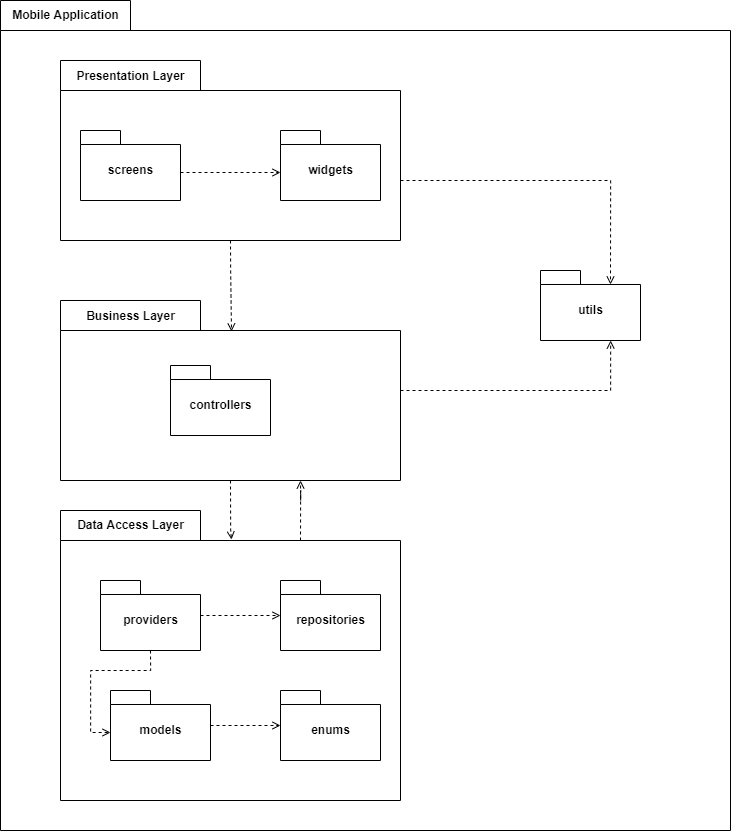 Mobile Application
Presentation Layer
screens
widgets
Business Layer
utils
controllers
Data Access Layer
providers
repositories
models
enums